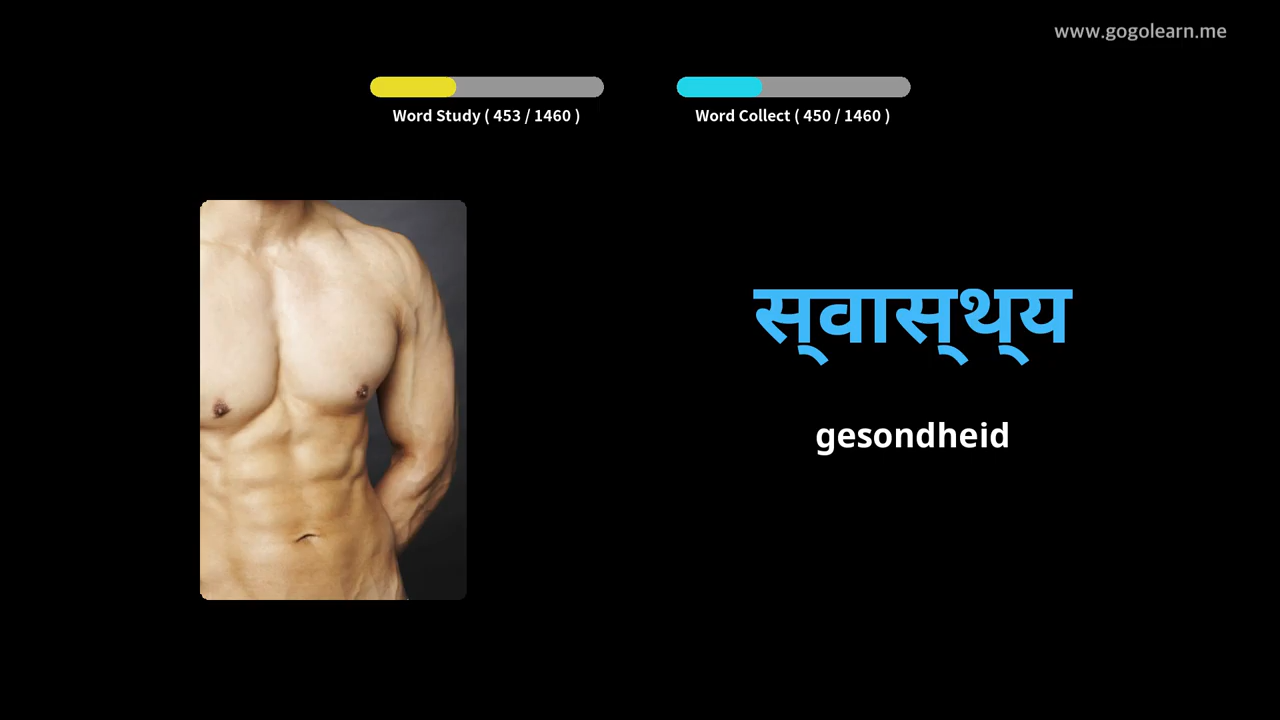 www.gogolearn.me
Word Study ( 453 / 1460 )
Word Collect ( 450 / 1460 )
स्वास्थ्य
gesondheid